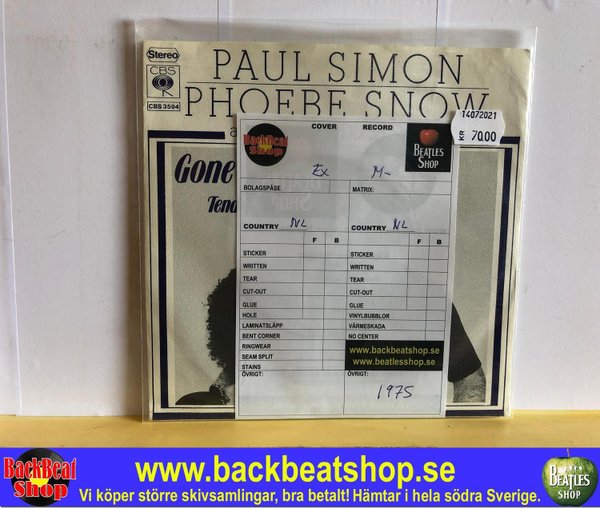 Stereo
CBS
CBS 3594
PAUL SIMON
PHOEBE SNOW
14072021
KR 70.00
Gone
Tend
BackBeat
Shop
COVER
RECORD
BEATLES
SHOP
Ex
M-
BOLAGSPÅSE
MATRIX:
COUNTRY NL
COUNTRY NL
F B
F B
STICKER
STICKER
WRITTEN
WRITTEN
TEAR
TEAR
CUT-OUT
CUT-OUT
GLUE
GLUE
HOLE
VINYLBUBBLOR
LAMINATSLÄPP
VÄRMESKADA
BENT CORNER
NO CENTER
RINGWEAR
SEAM SPLIT
STAINS
www.backbeatshop.se
www.beatlesshop.se
ÖVRIGT:
ÖVRIGT:
1975
BackBeat
Shop
www.backbeatshop.se
Vi köper större skivsamlingar, bra betalt! Hämtar i hela södra Sverige.
BEATLES
SHOP